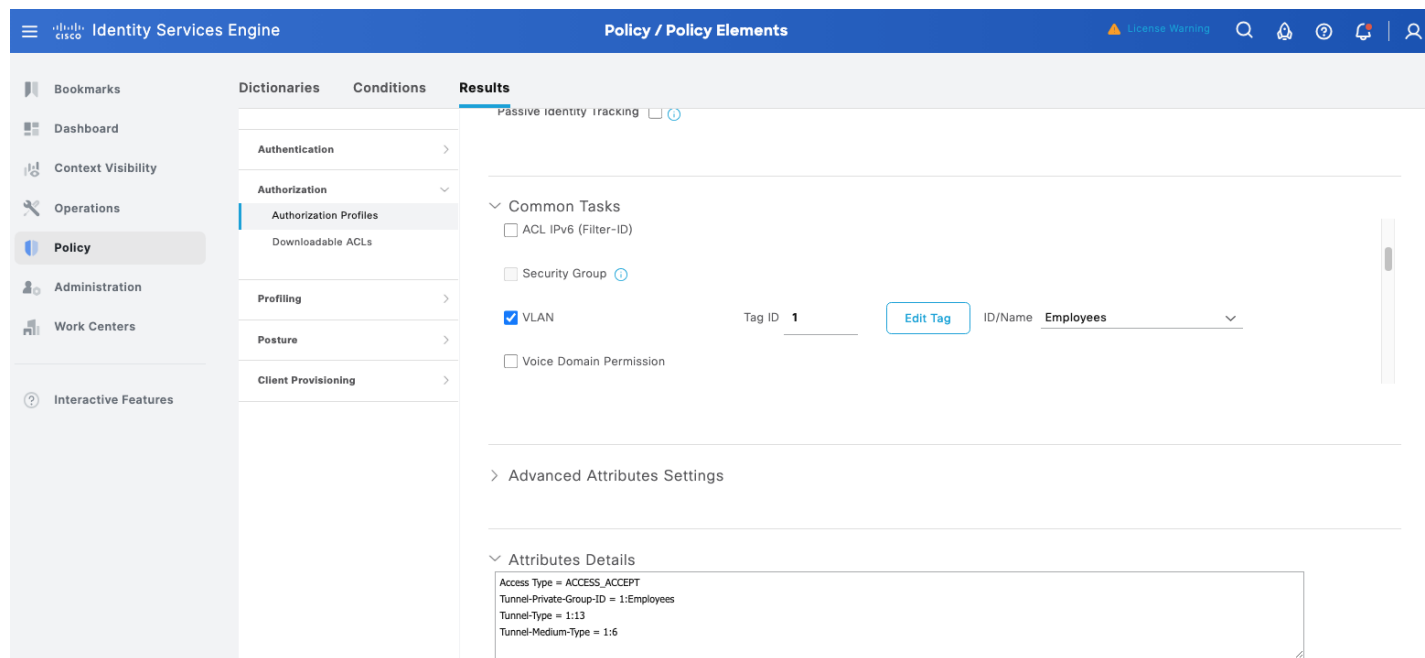 cisco Identity Services Engine
Policy / Policy Elements
License Warning
Bookmarks
Dashboard
Context Visibility
Operations
Policy
Administration
Work Centers
Interactive Features
Dictionaries Conditions Results
Authentication
Authorization
Authorization Profiles
Downloadable ACLs
Profiling
Posture
Client Provisioning
Passive Identity Tracking
Common Tasks
ACL IPv6 (Filter-ID)
Security Group
VLAN Tag ID 1 Edit Tag ID/Name Employees
Voice Domain Permission
Advanced Attributes Settings
Attributes Details
Access Type = ACCESS_ACCEPT
Tunnel-Private-Group-ID = 1:Employees
Tunnel-Type = 1:13
Tunnel-Medium-Type = 1:6